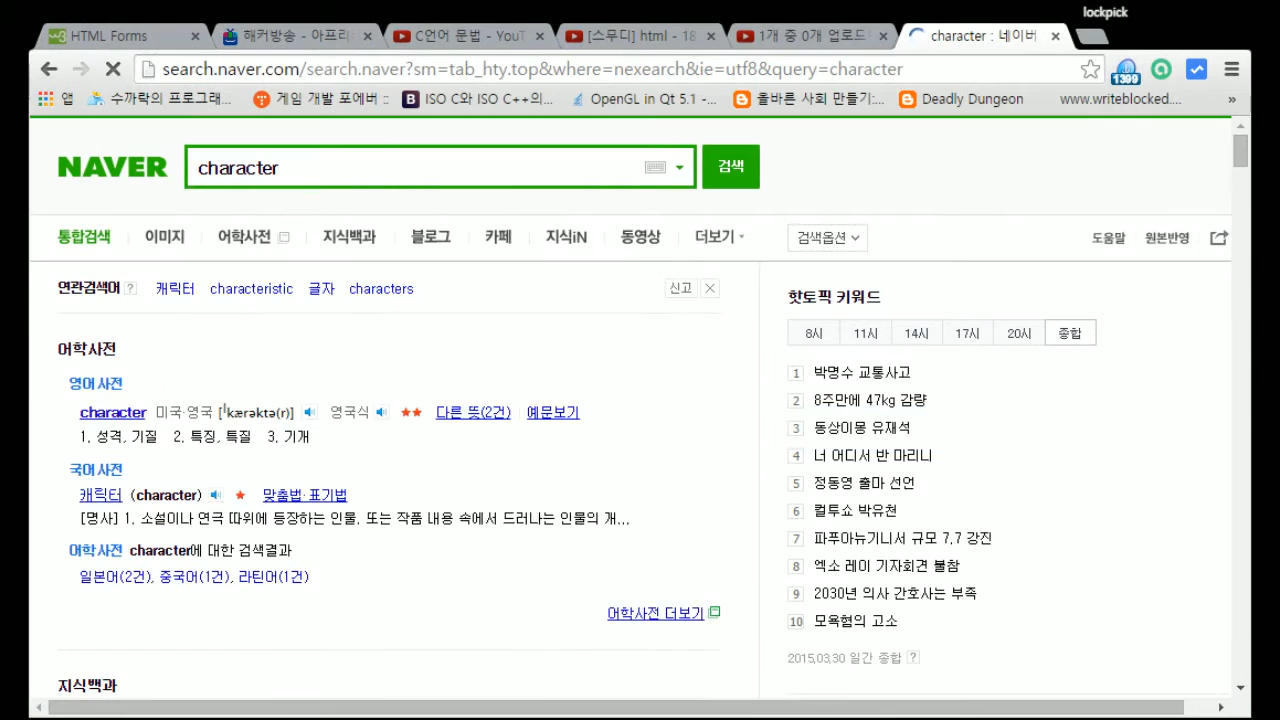 lockpick
HTML Forms
해커방송 - 아프리
C언어 문법 - YouT
[스무디] html - 18
1개 중 0개 업로드
character : 네이버
search.naver.com/search.naver?sm=tab_hty.top&where=nexearch&ie=utf8&query=character
1399
앱 수까락의 프로그래... 게임 개발 포에버 :: ISO C와 ISO C++의... OpenGL in Qt 5.1 -... 올바른 사회 만들기:... Deadly Dungeon www.writeblocked.... »
NAVER character 검색
통합검색 이미지 어학사전 지식백과 블로그 카페 지식iN 동영상 더보기 검색옵션 도움말 원본반영
연관검색어 ? 캐릭터 characteristic 글자 characters 신고
어학사전
영어사전
character 미국·영국 [ˈkærəktə(r)] 영국식 ★★ 다른 뜻(2건) 예문보기
1. 성격, 기질 2. 특징, 특질 3. 기개
국어사전
캐릭터 (character) ★ 맞춤법·표기법
[명사] 1. 소설이나 연극 따위에 등장하는 인물. 또는 작품 내용 속에서 드러나는 인물의 개...
어학사전 character에 대한 검색결과
일본어(2건), 중국어(1건), 라틴어(1건)
어학사전 더보기
지식백과
핫토픽 키워드
8시 11시 14시 17시 20시 종합
1 박명수 교통사고
2 8주만에 47kg 감량
3 동상이몽 유재석
4 너 어디서 반 마리니
5 정동영 출마 선언
6 컬투쇼 박유천
7 파푸아뉴기니서 규모 7.7 강진
8 엑소 레이 기자회견 불참
9 2030년 의사 간호사는 부족
10 모욕혐의 고소
2015.03.30 일간 종합 ?